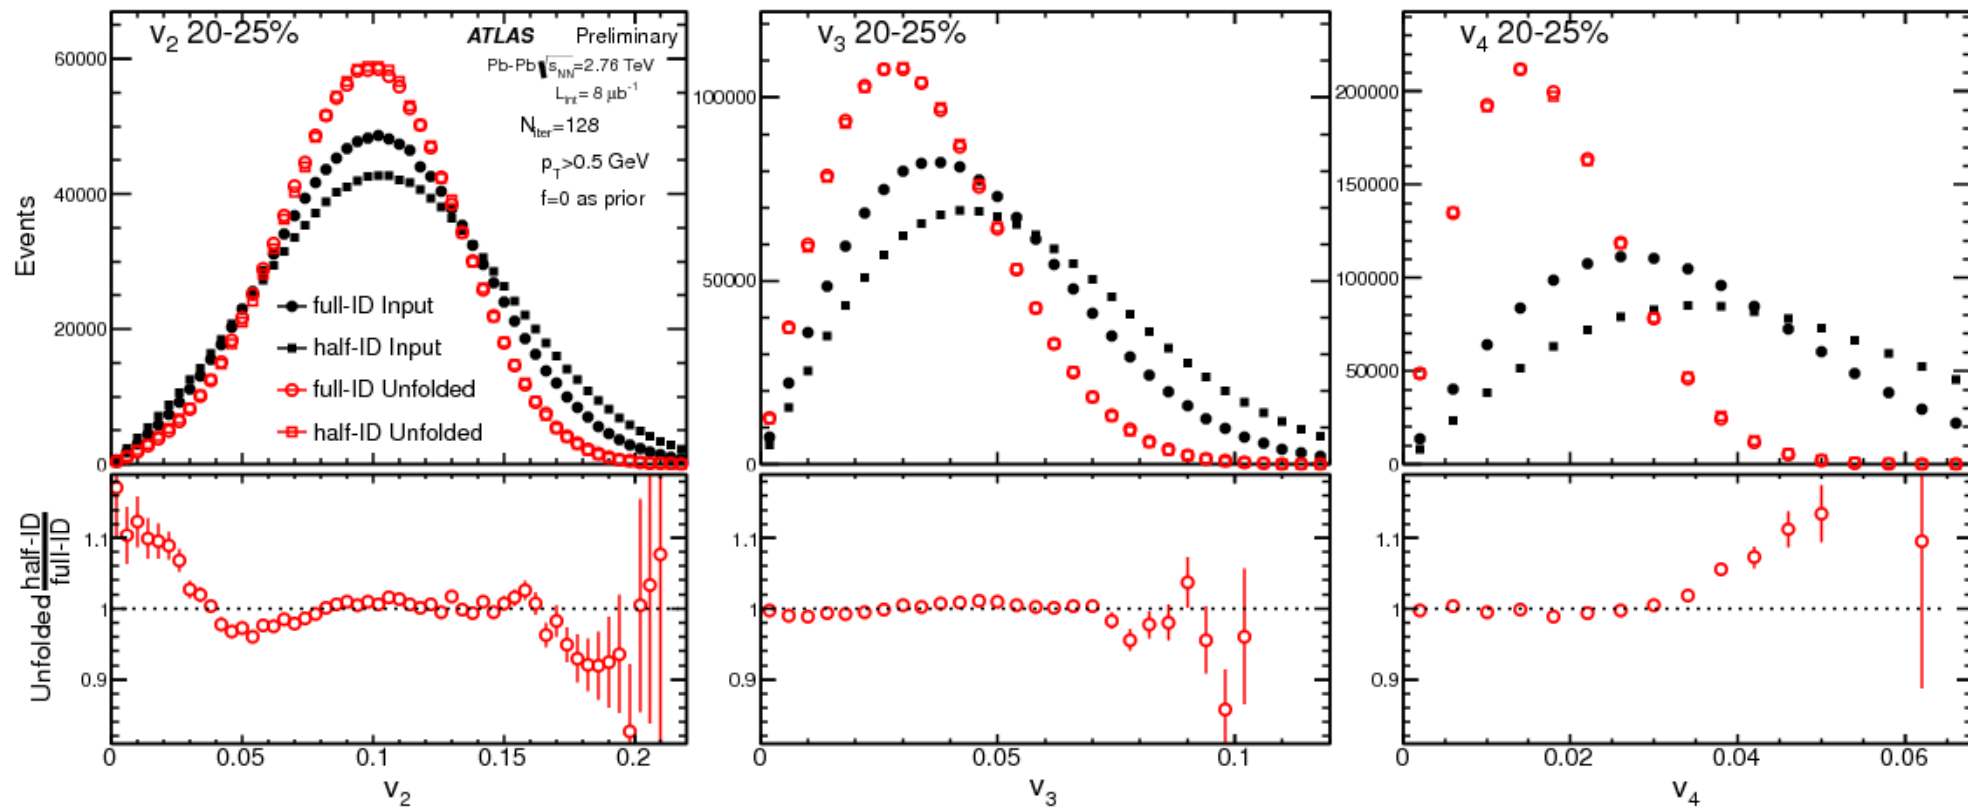 v2 20-25%
ATLAS Preliminary
Pb-Pb √sNN=2.76 TeV
Lint= 8 μb-1
Niter=128
pT>0.5 GeV
f=0 as prior
full-ID Input
half-ID Input
full-ID Unfolded
half-ID Unfolded
Events
60000
40000
20000
0
v3 20-25%
100000
50000
0
v4 20-25%
200000
150000
100000
50000
0
Unfolded half-ID
full-ID
1.1
1
0.9
0 0.05 0.1 0.15 0.2
v2
1.1
1
0.9
0 0.05 0.1
v3
1.1
1
0.9
0 0.02 0.04 0.06
v4